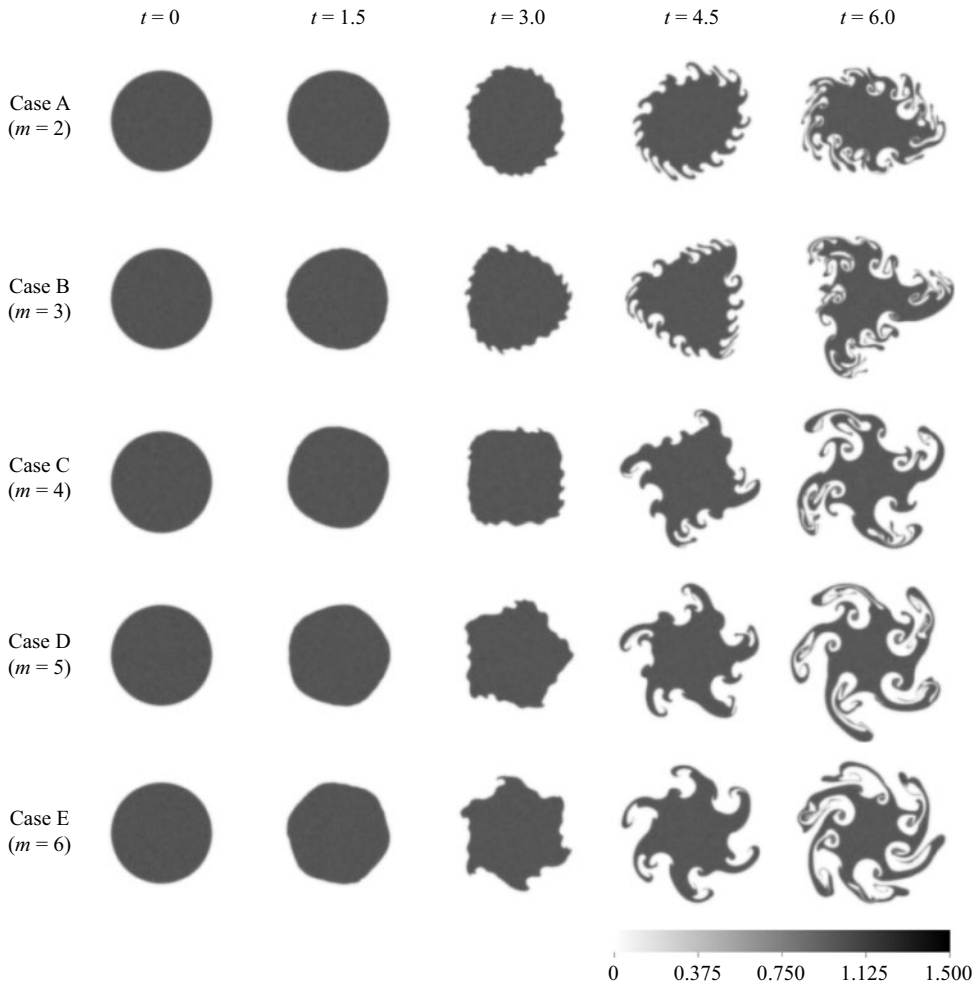 t = 0 t = 1.5 t = 3.0 t = 4.5 t = 6.0
Case A
(m = 2)
Case B
(m = 3)
Case C
(m = 4)
Case D
(m = 5)
Case E
(m = 6)
0 0.375 0.750 1.125 1.500